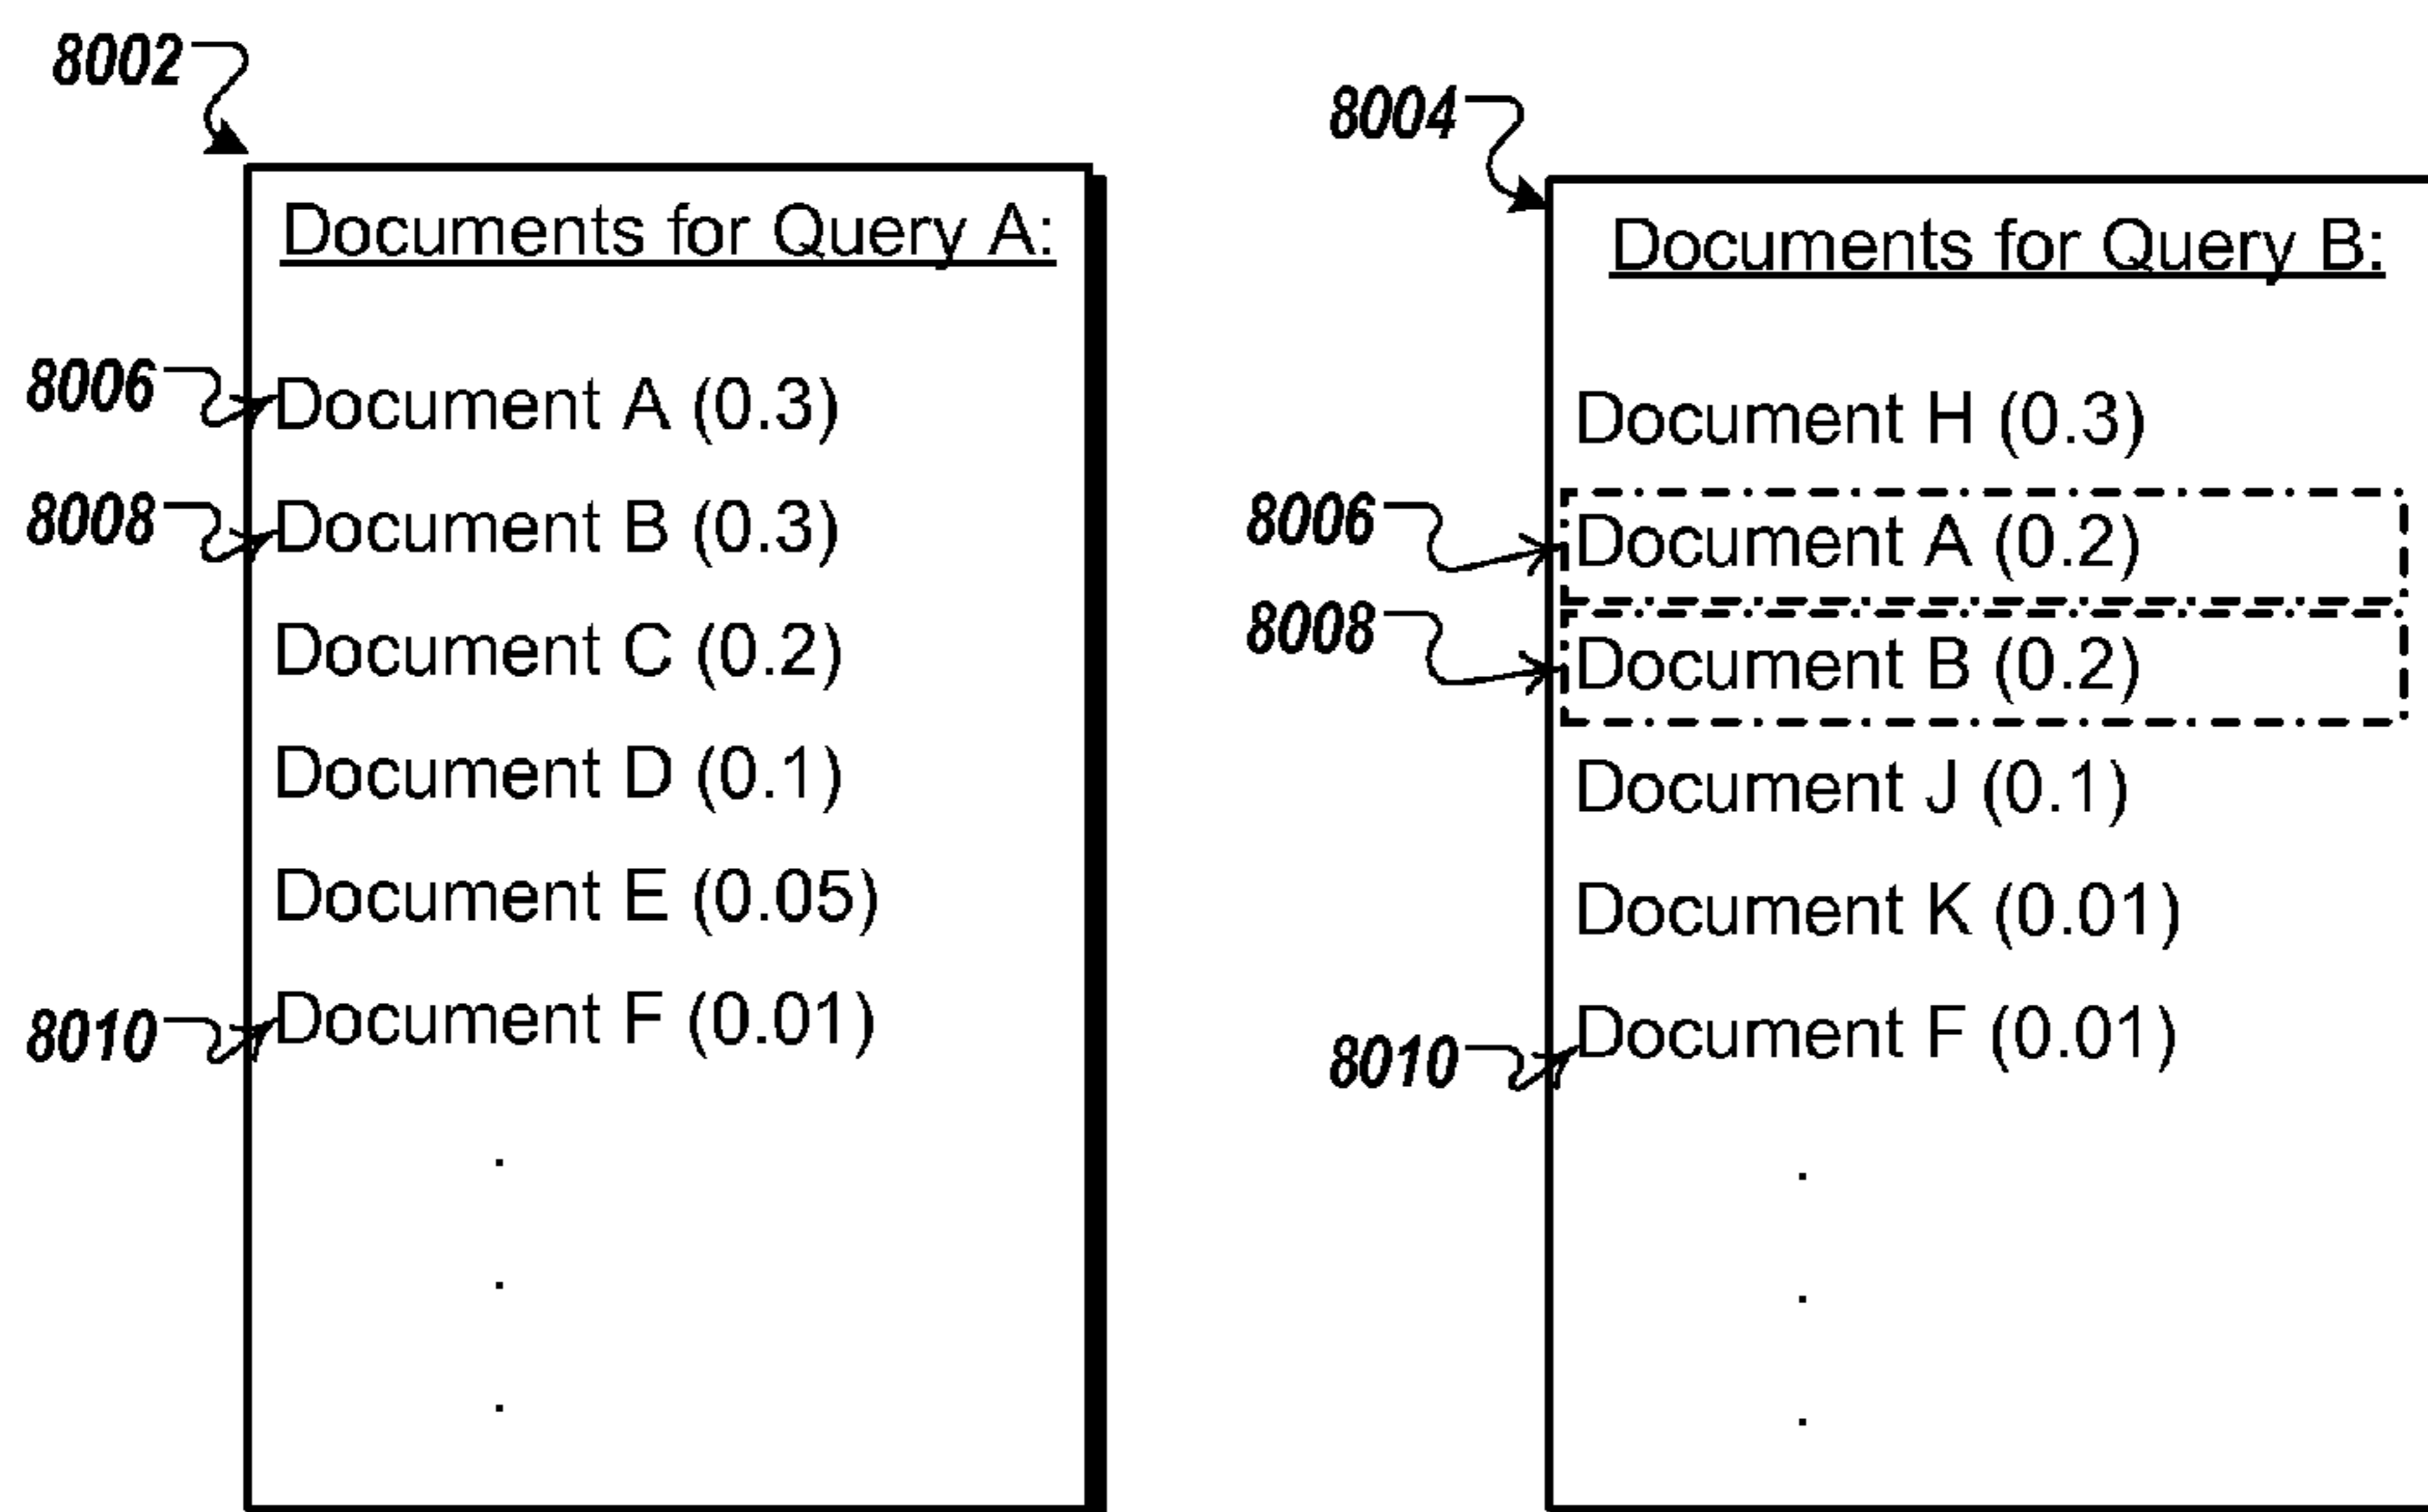 8002
Documents for Query A:
8006
Document A (0.3)
8008
Document B (0.3)
Document C (0.2)
Document D (0.1)
Document E (0.05)
8010
Document F (0.01)
.
.
.
8004
Documents for Query B:
Document H (0.3)
8006
Document A (0.2)
8008
Document B (0.2)
Document J (0.1)
Document K (0.01)
8010
Document F (0.01)
.
.
.